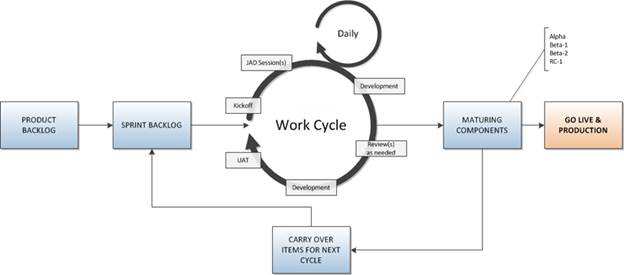 Daily
Alpha
Beta-1
Beta-2
RC-1
JAD Session(s)
Development
Kickoff
PRODUCT
BACKLOG
SPRINT BACKLOG
Work Cycle
MATURING
COMPONENTS
GO LIVE &
PRODUCTION
Review(s)
as needed
UAT
Development
CARRY OVER
ITEMS FOR NEXT
CYCLE